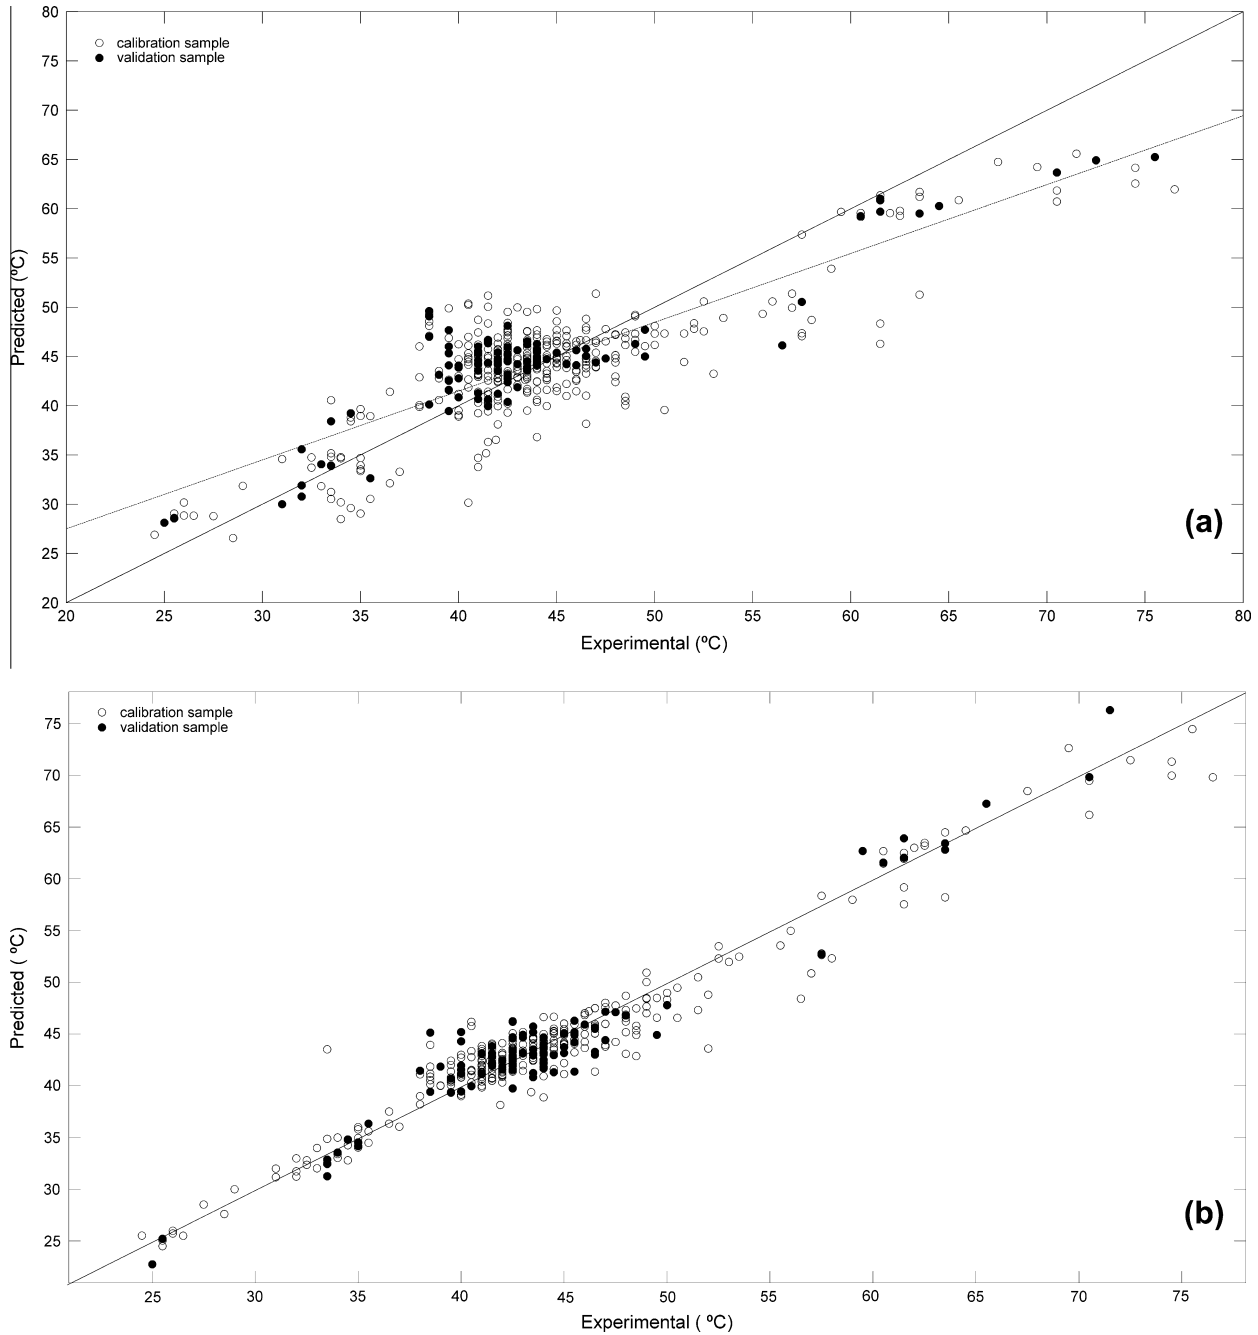 80
75
70
65
60
55
50
45
40
35
30
25
20
calibration sample
validation sample
Predicted (ºC)
(a)
20 25 30 35 40 45 50 55 60 65 70 75 80
Experimental (ºC)
75
70
65
60
55
50
45
40
35
30
25
calibration sample
validation sample
Predicted ( ºC)
(b)
25 30 35 40 45 50 55 60 65 70 75
Experimental ( ºC)